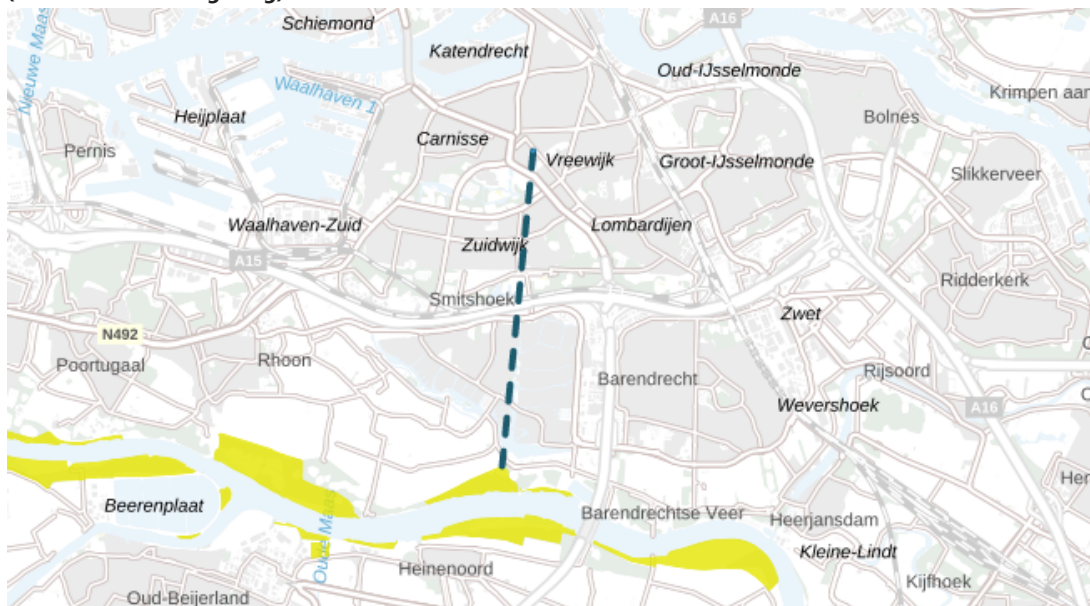 Schiemond
A16
Katendrecht
Nieuwe Maas
Oud-IJsselmonde
Waalhaven 1
Krimpen aan
Heijplaat
Bolnes
Carnisse
Pernis
Vreewijk
Groot-IJsselmonde
Slikkerveer
Waalhaven-Zuid
Lombardijen
Zuidwijk
A15
Ridderkerk
Smitshoek
Zwet
N492
Rhoon
Poortugaal
Barendrecht
Rijsoord
Wevershoek
A16
Beerenplaat
Oude Maas
Barendrechtse Veer
Heerjansdam
Kleine-Lindt
Heinenoord
Kijfhoek
Oud-Beijerland